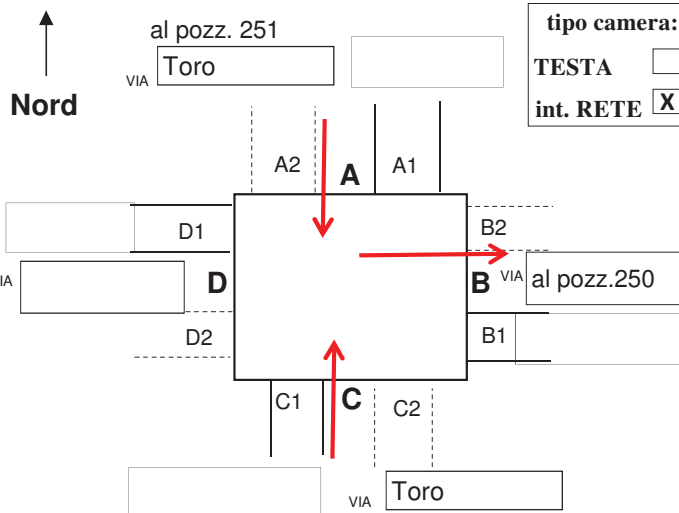 tipo camera:
al pozz. 251
VIA Toro
TESTA
Nord
int. RETE X
A2 A A1
D1 B2
VIA D B VIA al pozz.250
D2 B1
C1 C C2
VIA Toro